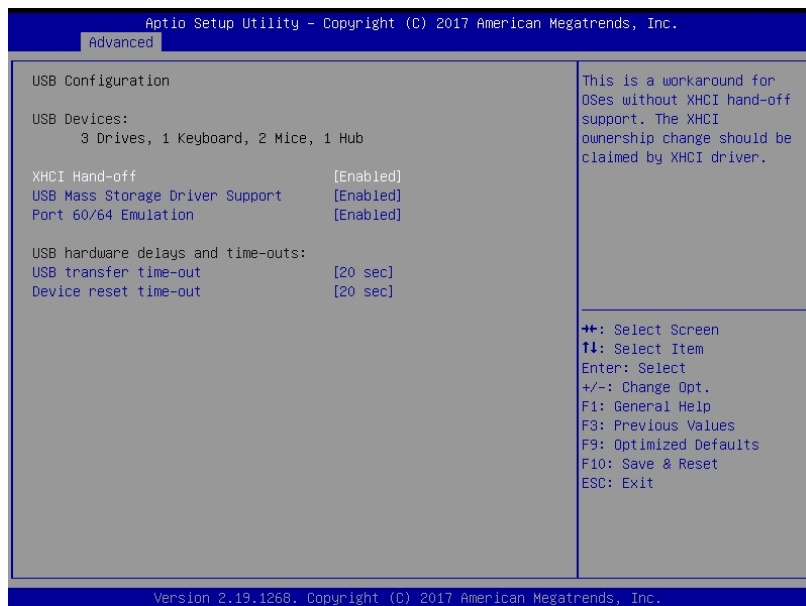 Aptio Setup Utility – Copyright (C) 2017 American Megatrends, Inc.
Advanced
USB Configuration
USB Devices:
3 Drives, 1 Keyboard, 2 Mice, 1 Hub
XHCI Hand-off [Enabled]
USB Mass Storage Driver Support [Enabled]
Port 60/64 Emulation [Enabled]
USB hardware delays and time-outs:
USB transfer time-out [20 sec]
Device reset time-out [20 sec]
This is a workaround for
OSes without XHCI hand-off
support. The XHCI
ownership change should be
claimed by XHCI driver.
→←: Select Screen
↑↓: Select Item
Enter: Select
+/-: Change Opt.
F1: General Help
F3: Previous Values
F9: Optimized Defaults
F10: Save & Reset
ESC: Exit
Version 2.19.1268. Copyright (C) 2017 American Megatrends, Inc.